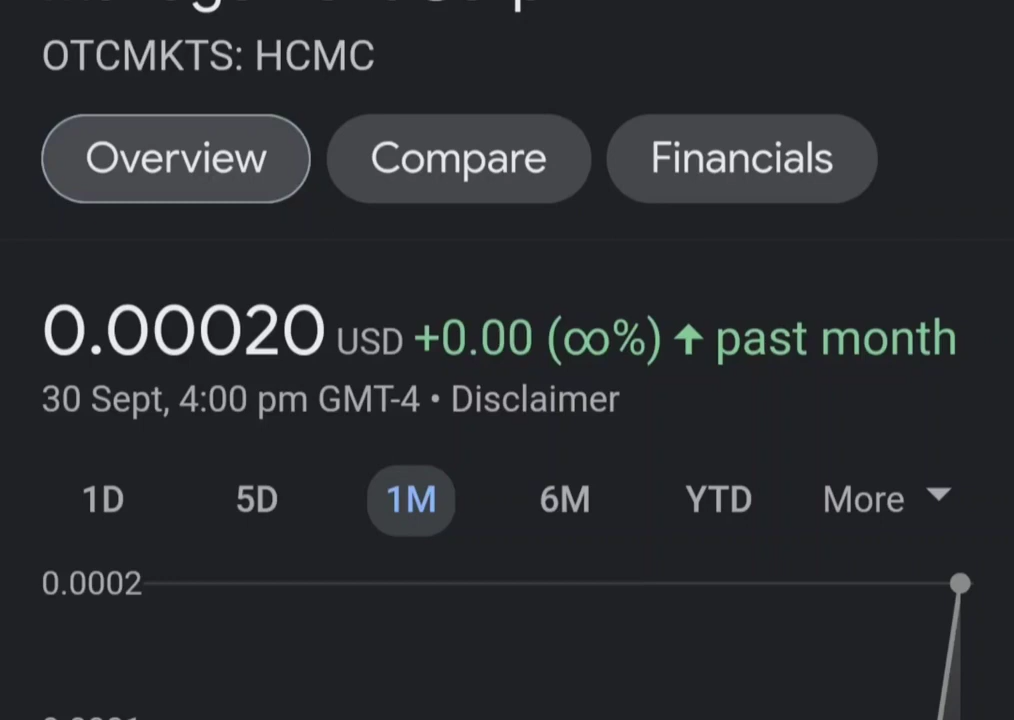 OTCMKTS: HCMC
Overview Compare Financials
0.00020 USD +0.00 (∞%) ↑ past month
30 Sept, 4:00 pm GMT-4 • Disclaimer
1D 5D 1M 6M YTD More
0.0002